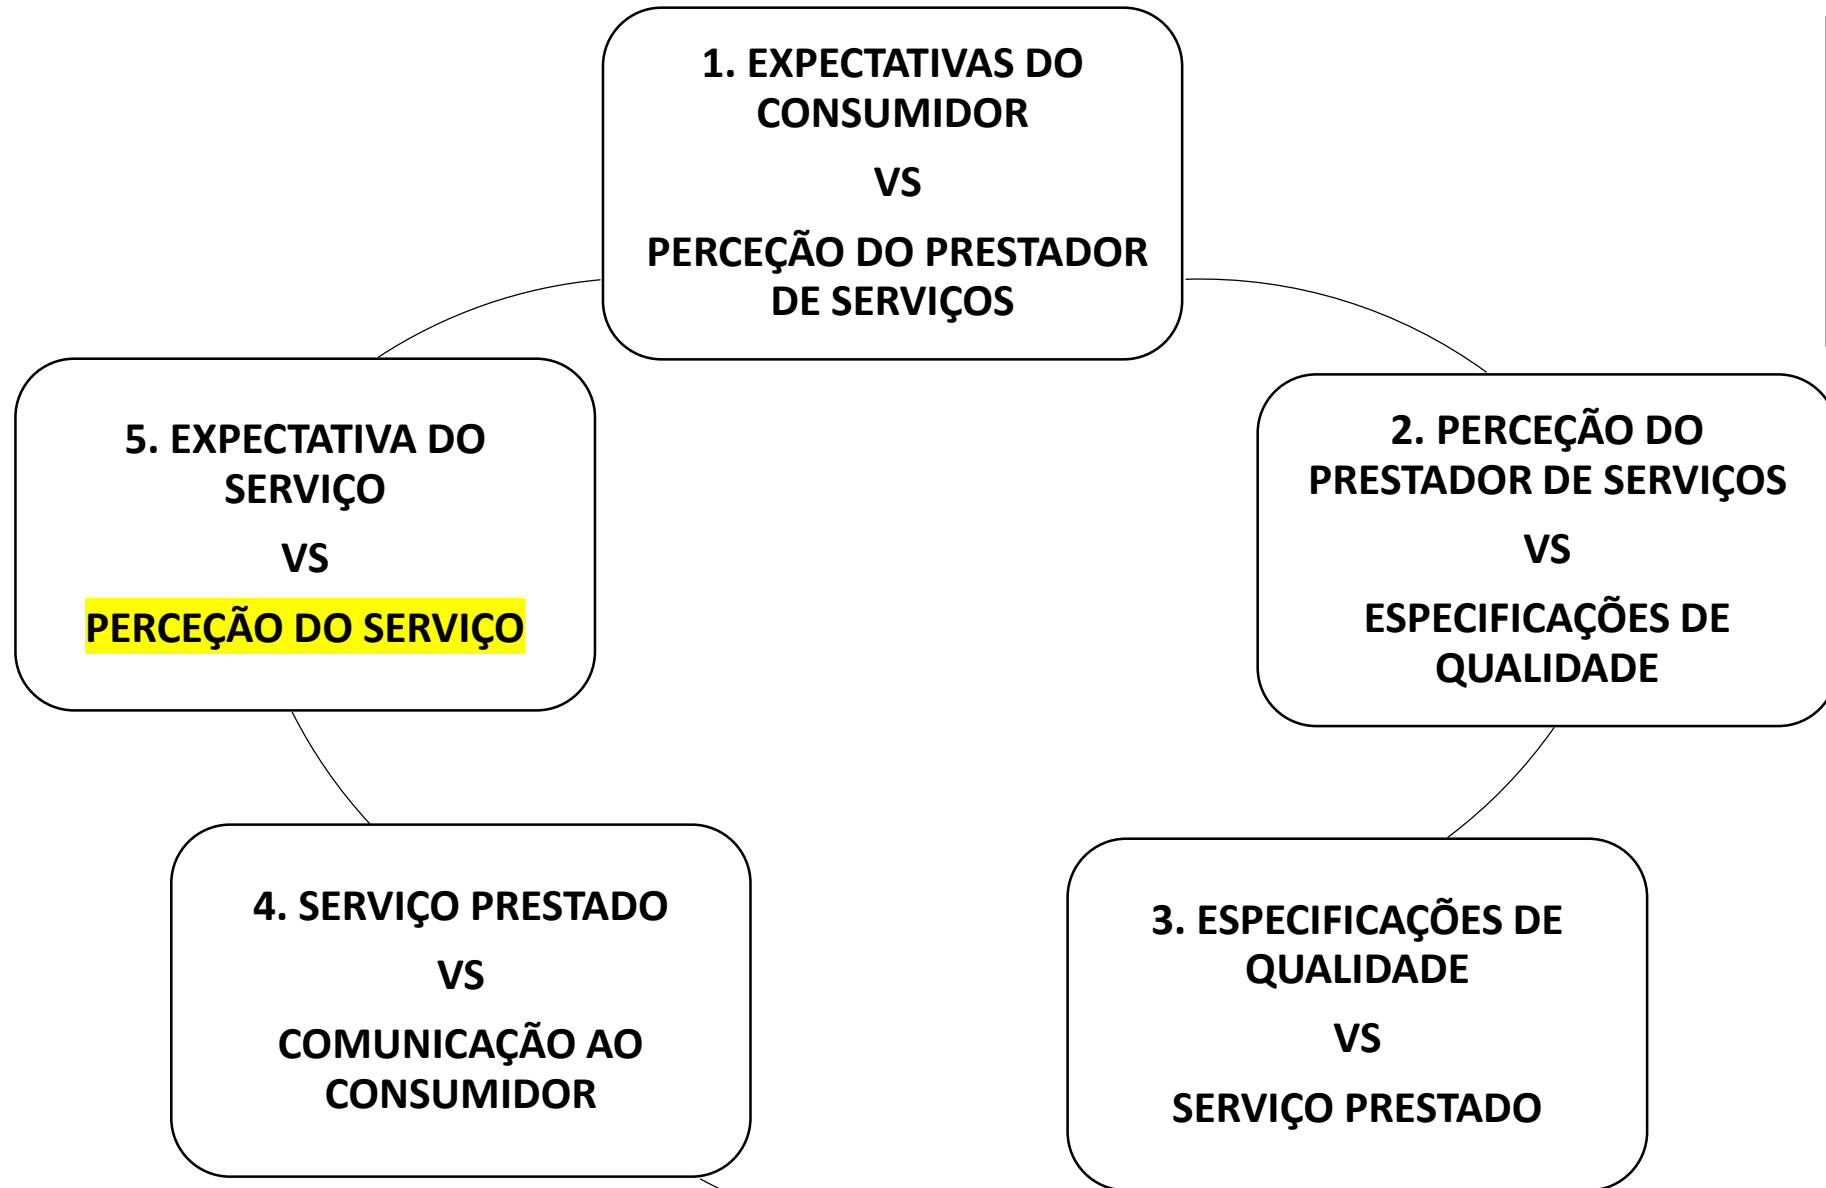 1. EXPECTATIVAS DO
CONSUMIDOR
VS
PERCEÇÃO DO PRESTADOR
DE SERVIÇOS
2. PERCEÇÃO DO
PRESTADOR DE SERVIÇOS
VS
ESPECIFICAÇÕES DE
QUALIDADE
3. ESPECIFICAÇÕES DE
QUALIDADE
VS
SERVIÇO PRESTADO
4. SERVIÇO PRESTADO
VS
COMUNICAÇÃO AO
CONSUMIDOR
5. EXPECTATIVA DO
SERVIÇO
VS
PERCEÇÃO DO SERVIÇO